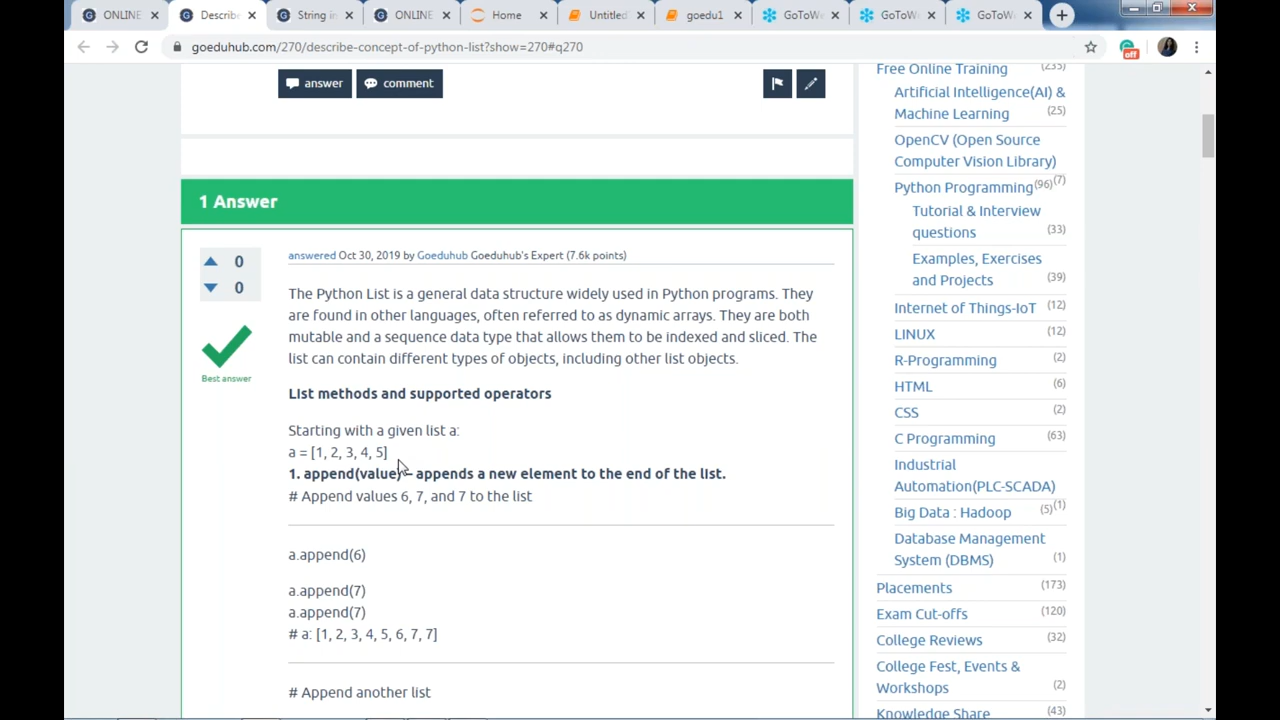 ONLINE
Describe
String in
ONLINE
Home
Untitled
goedu1
GoToWe
GoToWe
GoToWe
goeduhub.com/270/describe-concept-of-python-list?show=270#q270
off
answer
comment
1 Answer
0
0
Best answer
answered Oct 30, 2019 by Goeduhub Goeduhub's Expert (7.6k points)
The Python List is a general data structure widely used in Python programs. They
are found in other languages, often referred to as dynamic arrays. They are both
mutable and a sequence data type that allows them to be indexed and sliced. The
list can contain different types of objects, including other list objects.
List methods and supported operators
Starting with a given list a:
a = [1, 2, 3, 4, 5]
1. append(value) – appends a new element to the end of the list.
# Append values 6, 7, and 7 to the list
a.append(6)
a.append(7)
a.append(7)
# a: [1, 2, 3, 4, 5, 6, 7, 7]
# Append another list
Free Online Training (235)
Artificial Intelligence(AI) &
Machine Learning (25)
OpenCV (Open Source
Computer Vision Library) (7)
Python Programming (96)
Tutorial & Interview
questions (33)
Examples, Exercises
and Projects (39)
Internet of Things-IoT (12)
LINUX (12)
R-Programming (2)
HTML (6)
CSS (2)
C Programming (63)
Industrial
Automation(PLC-SCADA) (1)
Big Data : Hadoop (5)
Database Management
System (DBMS) (1)
Placements (173)
Exam Cut-offs (120)
College Reviews (32)
College Fest, Events &
Workshops (2)
Knowledge Share (43)